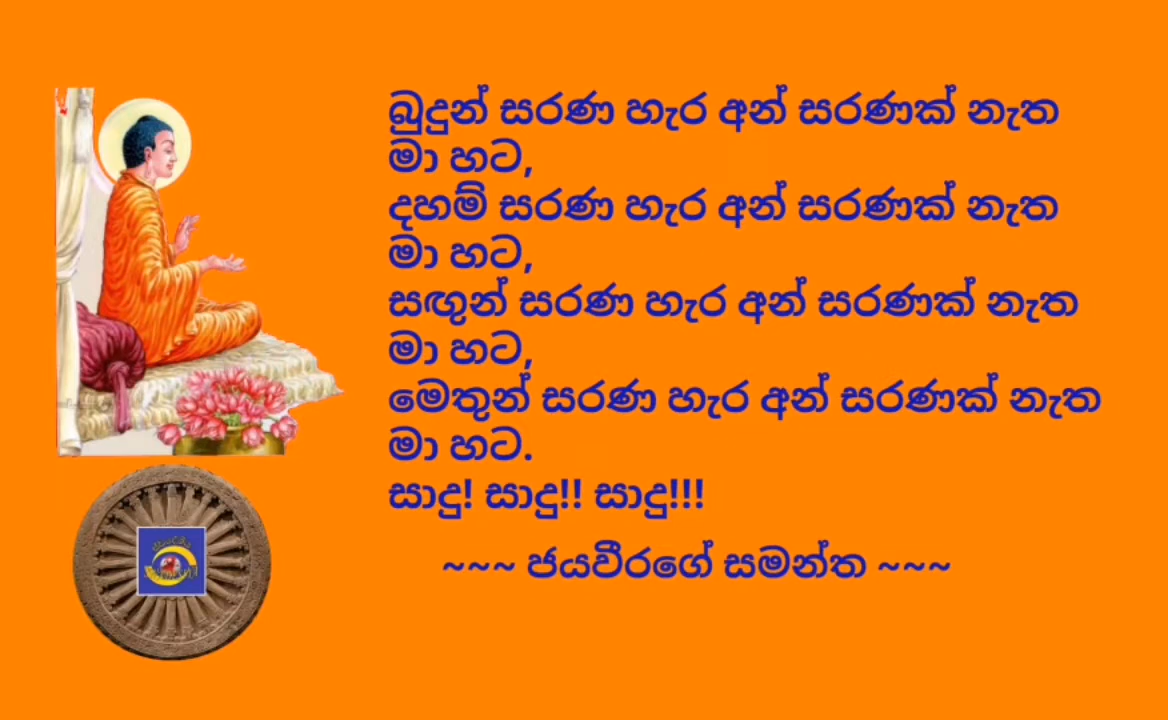 බුදුන් සරණ හැර අන් සරණක් නැත
මා හට,
දහම් සරණ හැර අන් සරණක් නැත
මා හට,
සඟුන් සරණ හැර අන් සරණක් නැත
මා හට,
මෙතුන් සරණ හැර අන් සරණක් නැත
මා හට.
සාදු! සාදු!! සාදු!!!
~~~ ජයවීරගේ සමන්ත ~~~